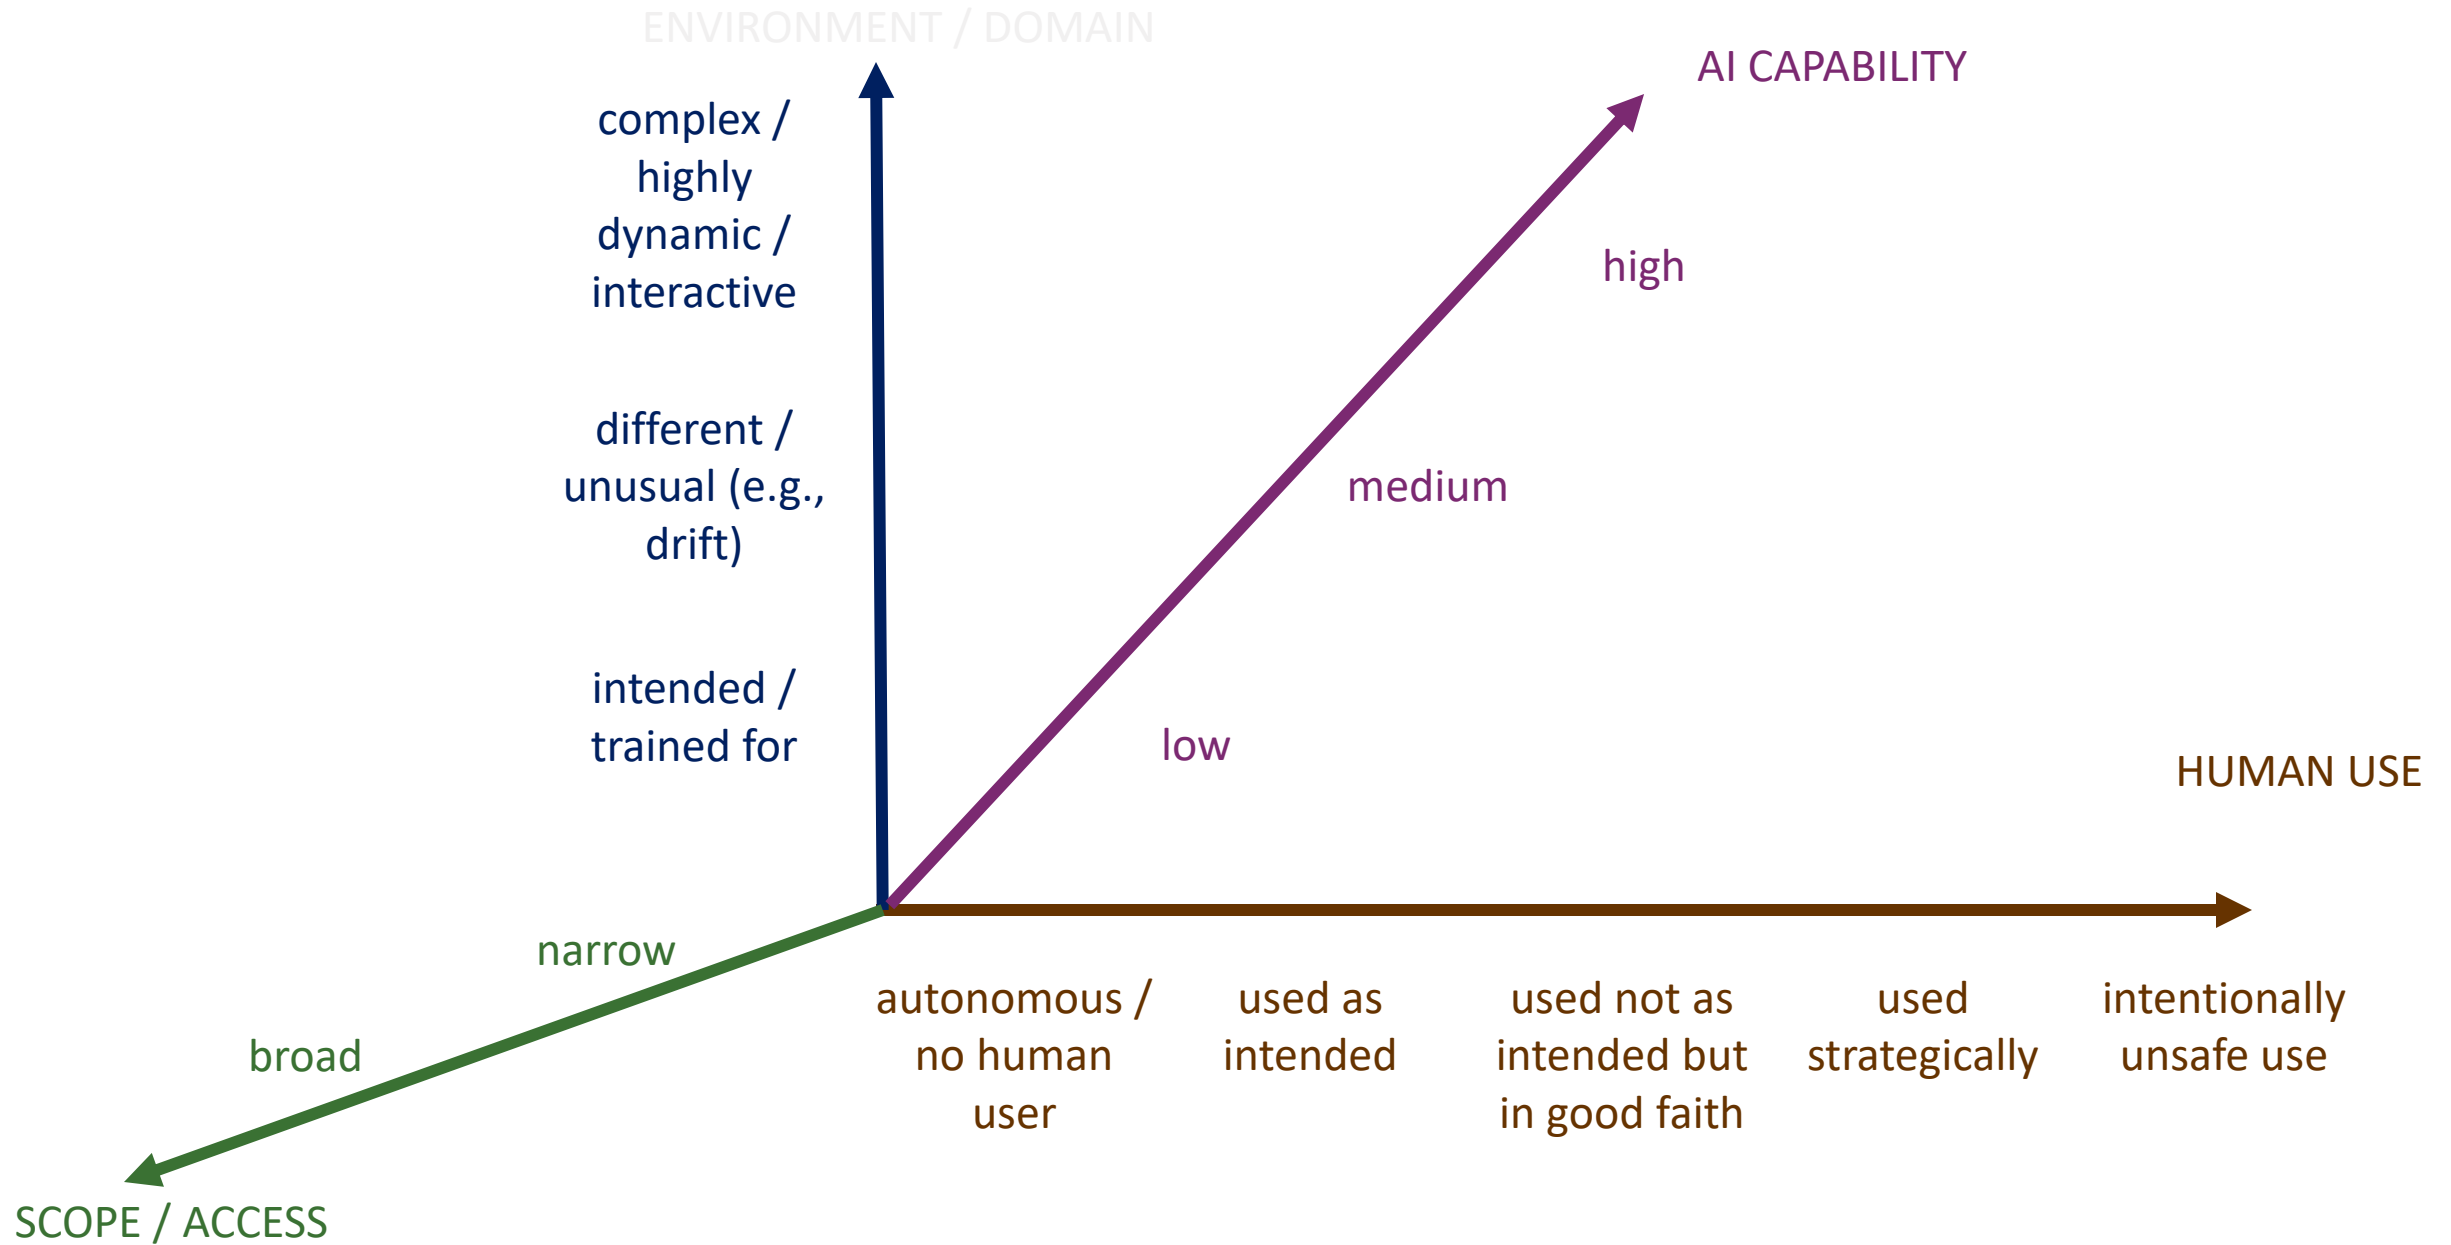 ENVIRONMENT / DOMAIN
AI CAPABILITY
complex /
highly
dynamic /
interactive
high
different /
unusual (e.g.,
drift)
medium
intended /
trained for
low
HUMAN USE
narrow
broad
SCOPE / ACCESS
autonomous /
no human
user
used as
intended
used not as
intended but
in good faith
used
strategically
intentionally
unsafe use